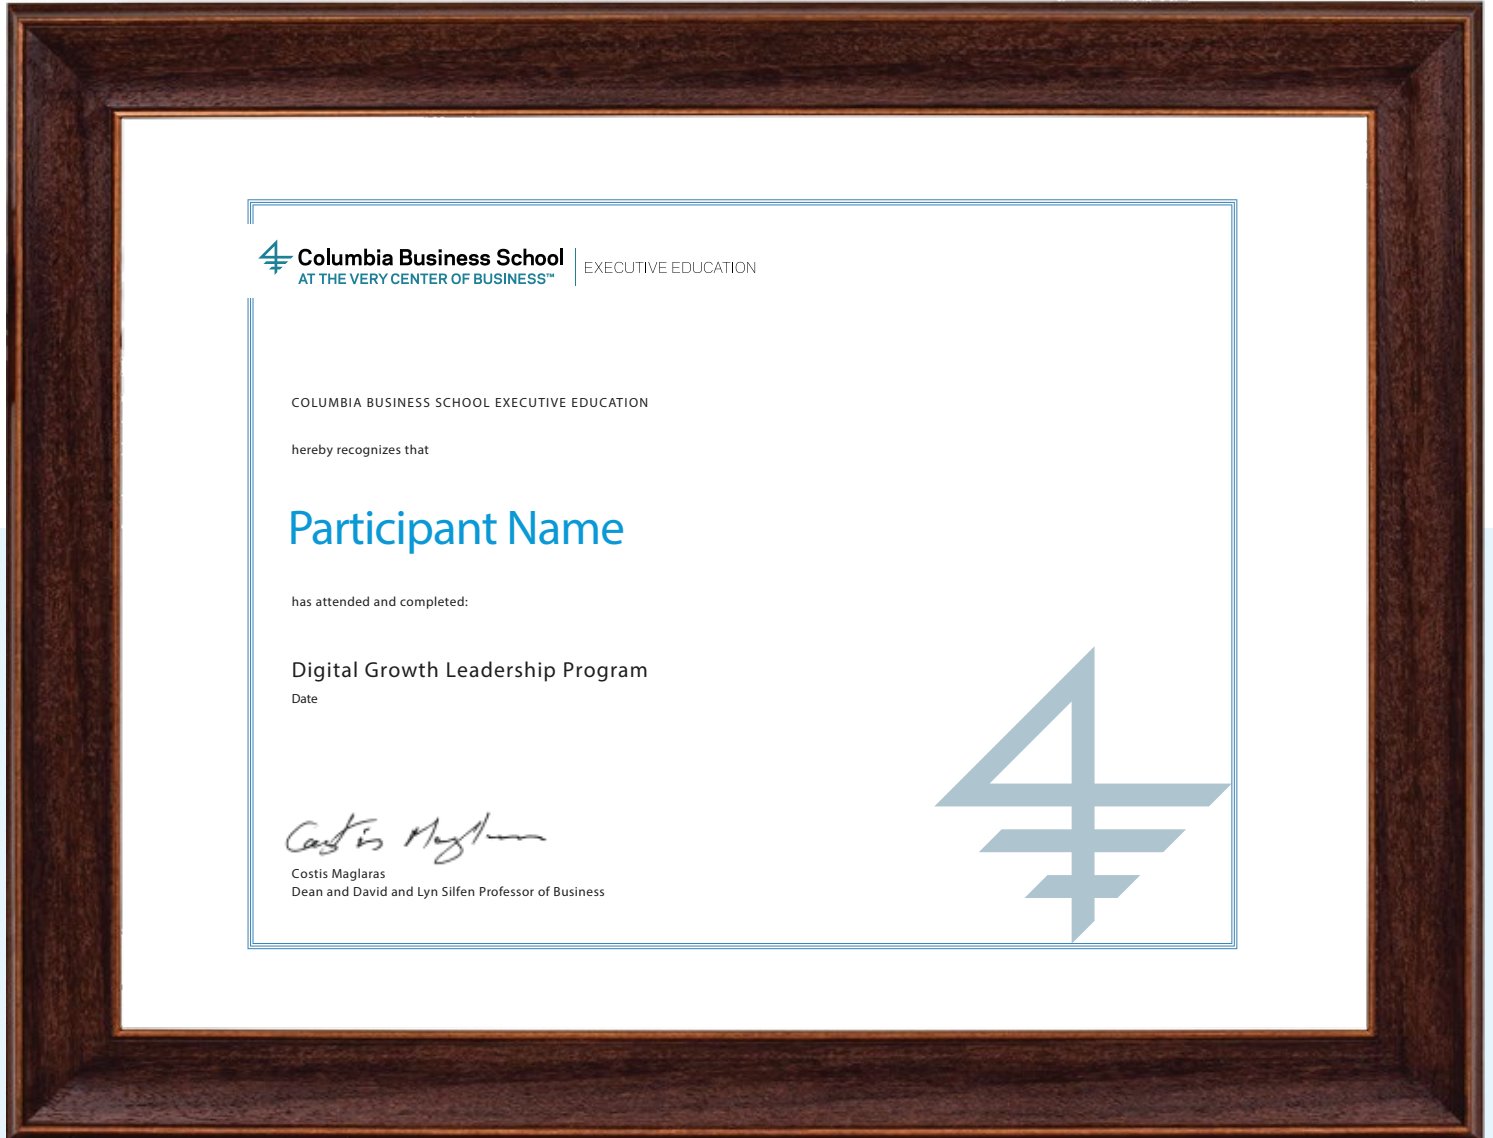 Columbia Business School
AT THE VERY CENTER OF BUSINESS™
EXECUTIVE EDUCATION
COLUMBIA BUSINESS SCHOOL EXECUTIVE EDUCATION
hereby recognizes that
Participant Name
has attended and completed:
Digital Growth Leadership Program
Date
Costis Maglaras
Costis Maglaras
Dean and David and Lyn Silfen Professor of Business